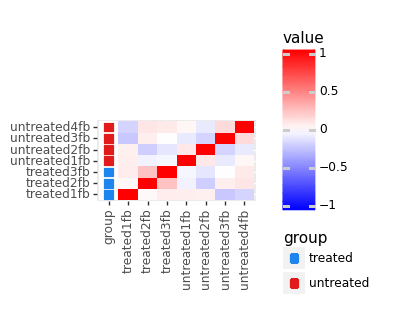 value
1
0.5
0
−0.5
−1
untreated4fb
untreated3fb
untreated2fb
untreated1fb
treated3fb
treated2fb
treated1fb
group
treated1fb
treated2fb
treated3fb
untreated1fb
untreated2fb
untreated3fb
untreated4fb
group
treated
untreated